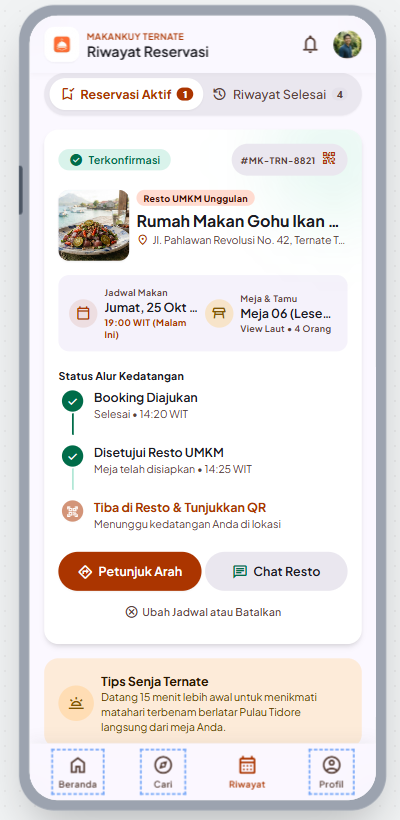 MAKANKUY TERNATE
Riwayat Reservasi
Reservasi Aktif 1
Riwayat Selesai 4
Terkonfirmasi
#MK-TRN-8821
Resto UMKM Unggulan
Rumah Makan Gohu Ikan ...
Jl. Pahlawan Revolusi No. 42, Ternate T...
Jadwal Makan
Jumat, 25 Okt ...
19:00 WIT (Malam
Ini)
Meja & Tamu
Meja 06 (Lese...
View Laut • 4 Orang
Status Alur Kedatangan
Booking Diajukan
Selesai • 14:20 WIT
Disetujui Resto UMKM
Meja telah disiapkan • 14:25 WIT
Tiba di Resto & Tunjukkan QR
Menunggu kedatangan Anda di lokasi
Petunjuk Arah
Chat Resto
Ubah Jadwal atau Batalkan
Tips Senja Ternate
Datang 15 menit lebih awal untuk menikmati
matahari terbenam berlatar Pulau Tidore
langsung dari meja Anda.
Beranda
Cari
Riwayat
Profil